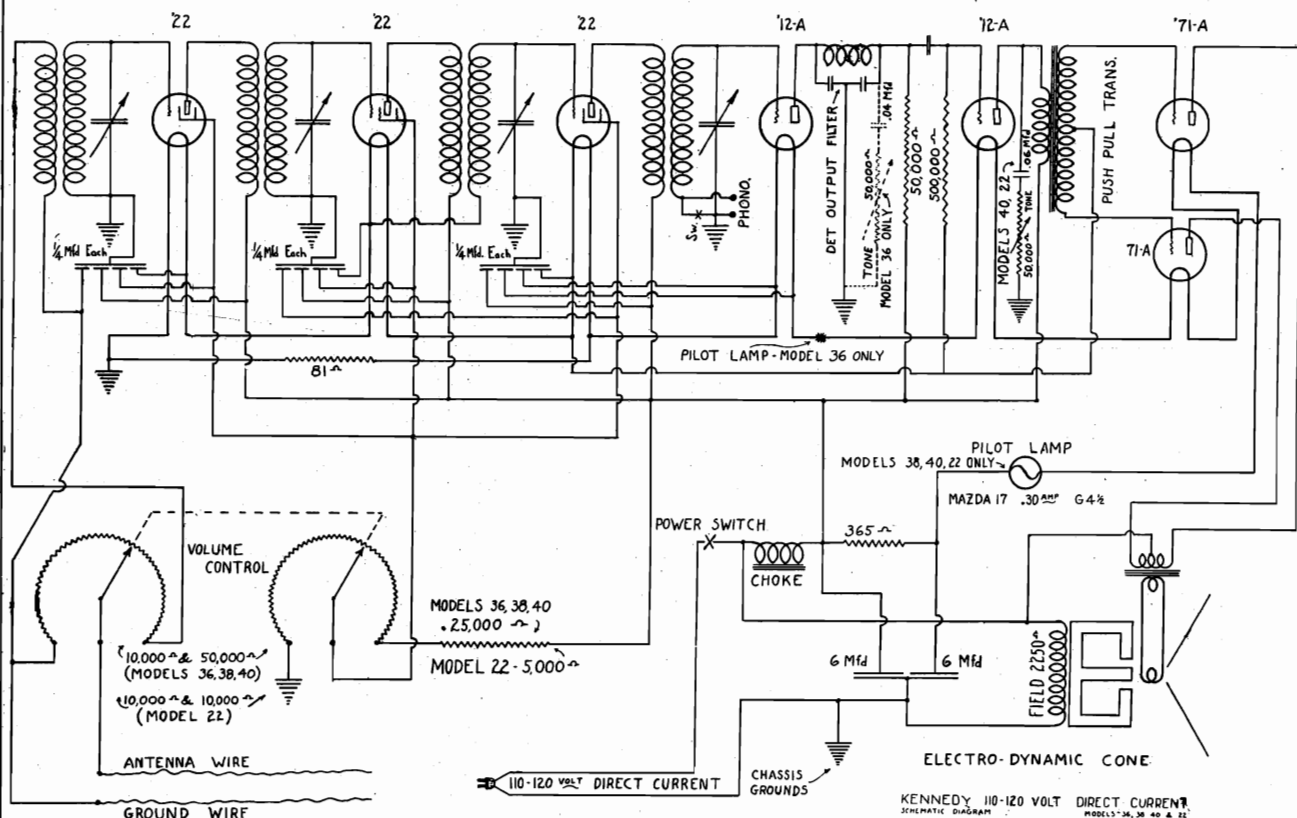 '22
'22
'22
'12-A
'12-A
'71-A
¼ Mfd Each
¼ Mfd Each
¼ Mfd. Each
Sw.
PHONO.
DET OUTPUT FILTER
TONE
50,000 Ω
.04 Mfd
MODEL 36 ONLY
50,000 Ω
500,000 Ω
MODELS 40, 22
.06 Mfd
50,000 Ω
TONE
PUSH PULL TRANS.
71-A
PILOT LAMP - MODEL 36 ONLY
81 Ω
PILOT LAMP
MODELS 38, 40, 22 ONLY
MAZDA 17 .30 AMP G 4½
POWER SWITCH
365 Ω
CHOKE
VOLUME
CONTROL
MODELS 36, 38, 40
.25,000 Ω
MODEL 22 - 5,000 Ω
10,000 Ω & 50,000 Ω
(MODELS 36, 38, 40)
10,000 Ω & 10,000 Ω
(MODEL 22)
6 Mfd
6 Mfd
FIELD 2250 Ω
ELECTRO-DYNAMIC CONE
ANTENNA WIRE
GROUND WIRE
110-120 VOLT DIRECT CURRENT
CHASSIS
GROUNDS
KENNEDY 110-120 VOLT DIRECT CURRENT
SCHEMATIC DIAGRAM MODELS-36, 38 40 & 22